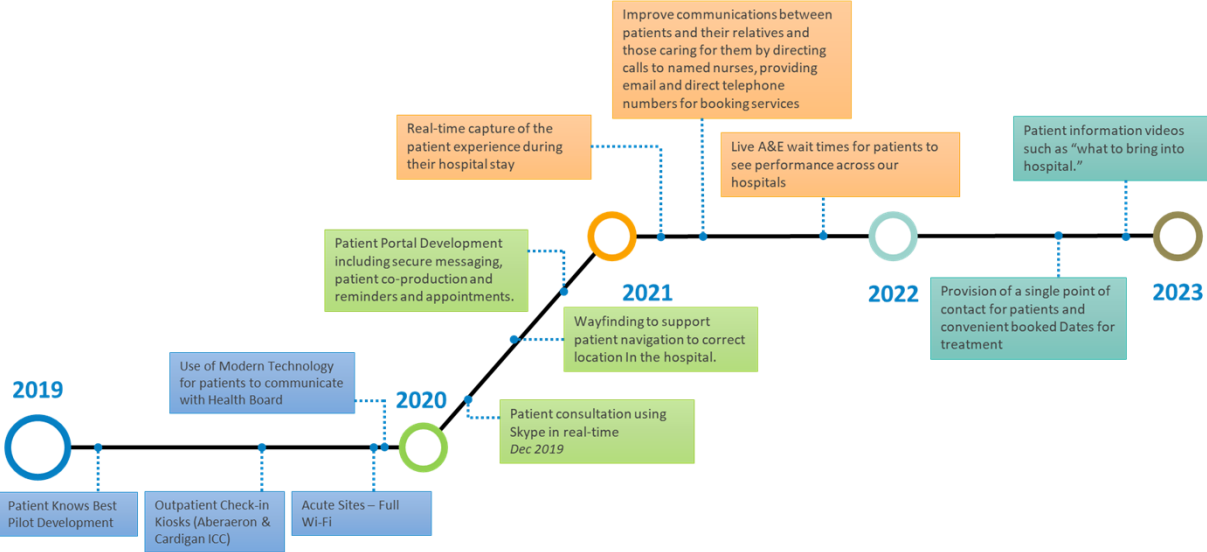 Improve communications between
patients and their relatives and
those caring for them by directing
calls to named nurses, providing
email and direct telephone
numbers for booking services
Real-time capture of the
patient experience during
their hospital stay
Live A&E wait times for patients to
see performance across our
hospitals
Patient information videos
such as “what to bring into
hospital.”
Patient Portal Development
including secure messaging,
patient co-production and
reminders and appointments.
2021
2022
2023
Provision of a single point of
contact for patients and
convenient booked Dates for
treatment
Wayfinding to support
patient navigation to correct
location In the hospital.
Use of Modern Technology
for patients to communicate
with Health Board
2019
2020
Patient consultation using
Skype in real-time
Dec 2019
Patient Knows Best
Pilot Development
Outpatient Check-in
Kiosks (Aberaeron &
Cardigan ICC)
Acute Sites – Full
Wi-Fi